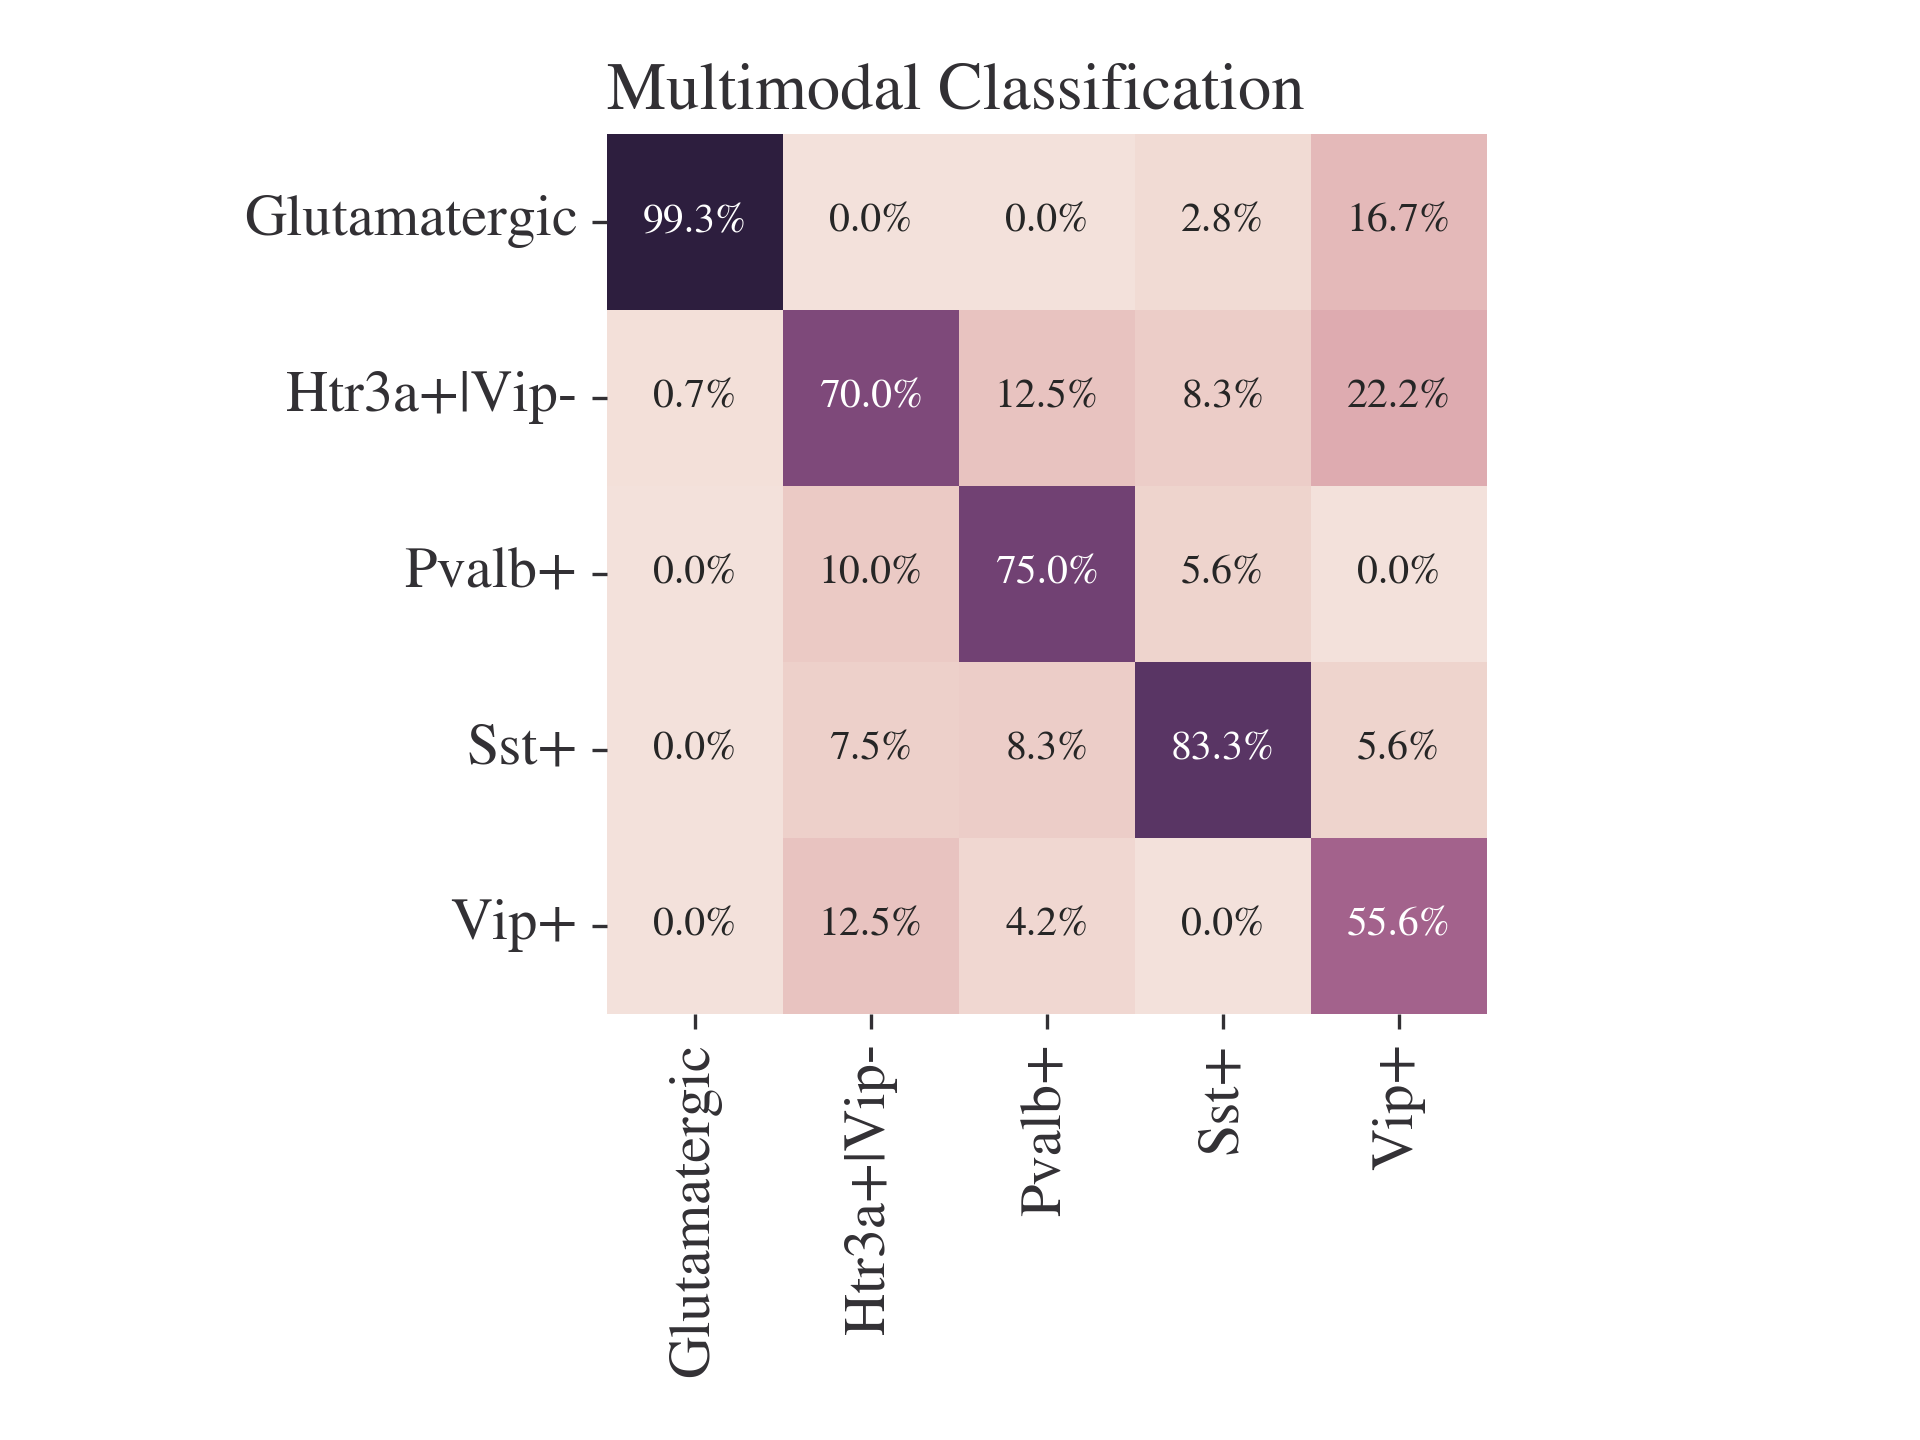 Multimodal Classification
Glutamatergic 99.3% 0.0% 0.0% 2.8% 16.7%
Htr3a+|Vip- 0.7% 70.0% 12.5% 8.3% 22.2%
Pvalb+ 0.0% 10.0% 75.0% 5.6% 0.0%
Sst+ 0.0% 7.5% 8.3% 83.3% 5.6%
Vip+ 0.0% 12.5% 4.2% 0.0% 55.6%
Glutamatergic
Htr3a+|Vip-
Pvalb+
Sst+
Vip+